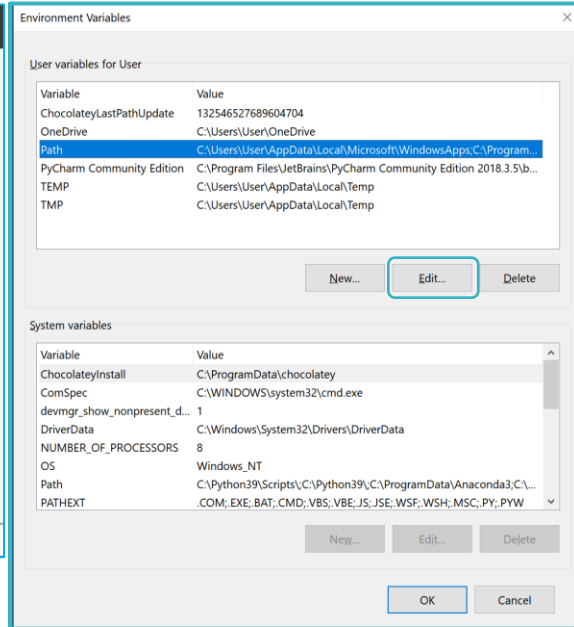 Environment Variables
User variables for User
Variable Value
ChocolateyLastPathUpdate 132546527689604704
OneDrive C:\Users\User\OneDrive
Path C:\Users\User\AppData\Local\Microsoft\WindowsApps;C:\Program...
PyCharm Community Edition C:\Program Files\JetBrains\PyCharm Community Edition 2018.3.5\b...
TEMP C:\Users\User\AppData\Local\Temp
TMP C:\Users\User\AppData\Local\Temp
New... Edit... Delete
System variables
Variable Value
ChocolateyInstall C:\ProgramData\chocolatey
ComSpec C:\WINDOWS\system32\cmd.exe
devmgr_show_nonpresent_d... 1
DriverData C:\Windows\System32\Drivers\DriverData
NUMBER_OF_PROCESSORS 8
OS Windows_NT
Path C:\Python39\Scripts\;C:\Python39\;C:\ProgramData\Anaconda3;C:\...
PATHEXT .COM;.EXE;.BAT;.CMD;.VBS;.VBE;.JS;.JSE;.WSF;.WSH;.MSC;.PY;.PYW
New... Edit... Delete
OK Cancel